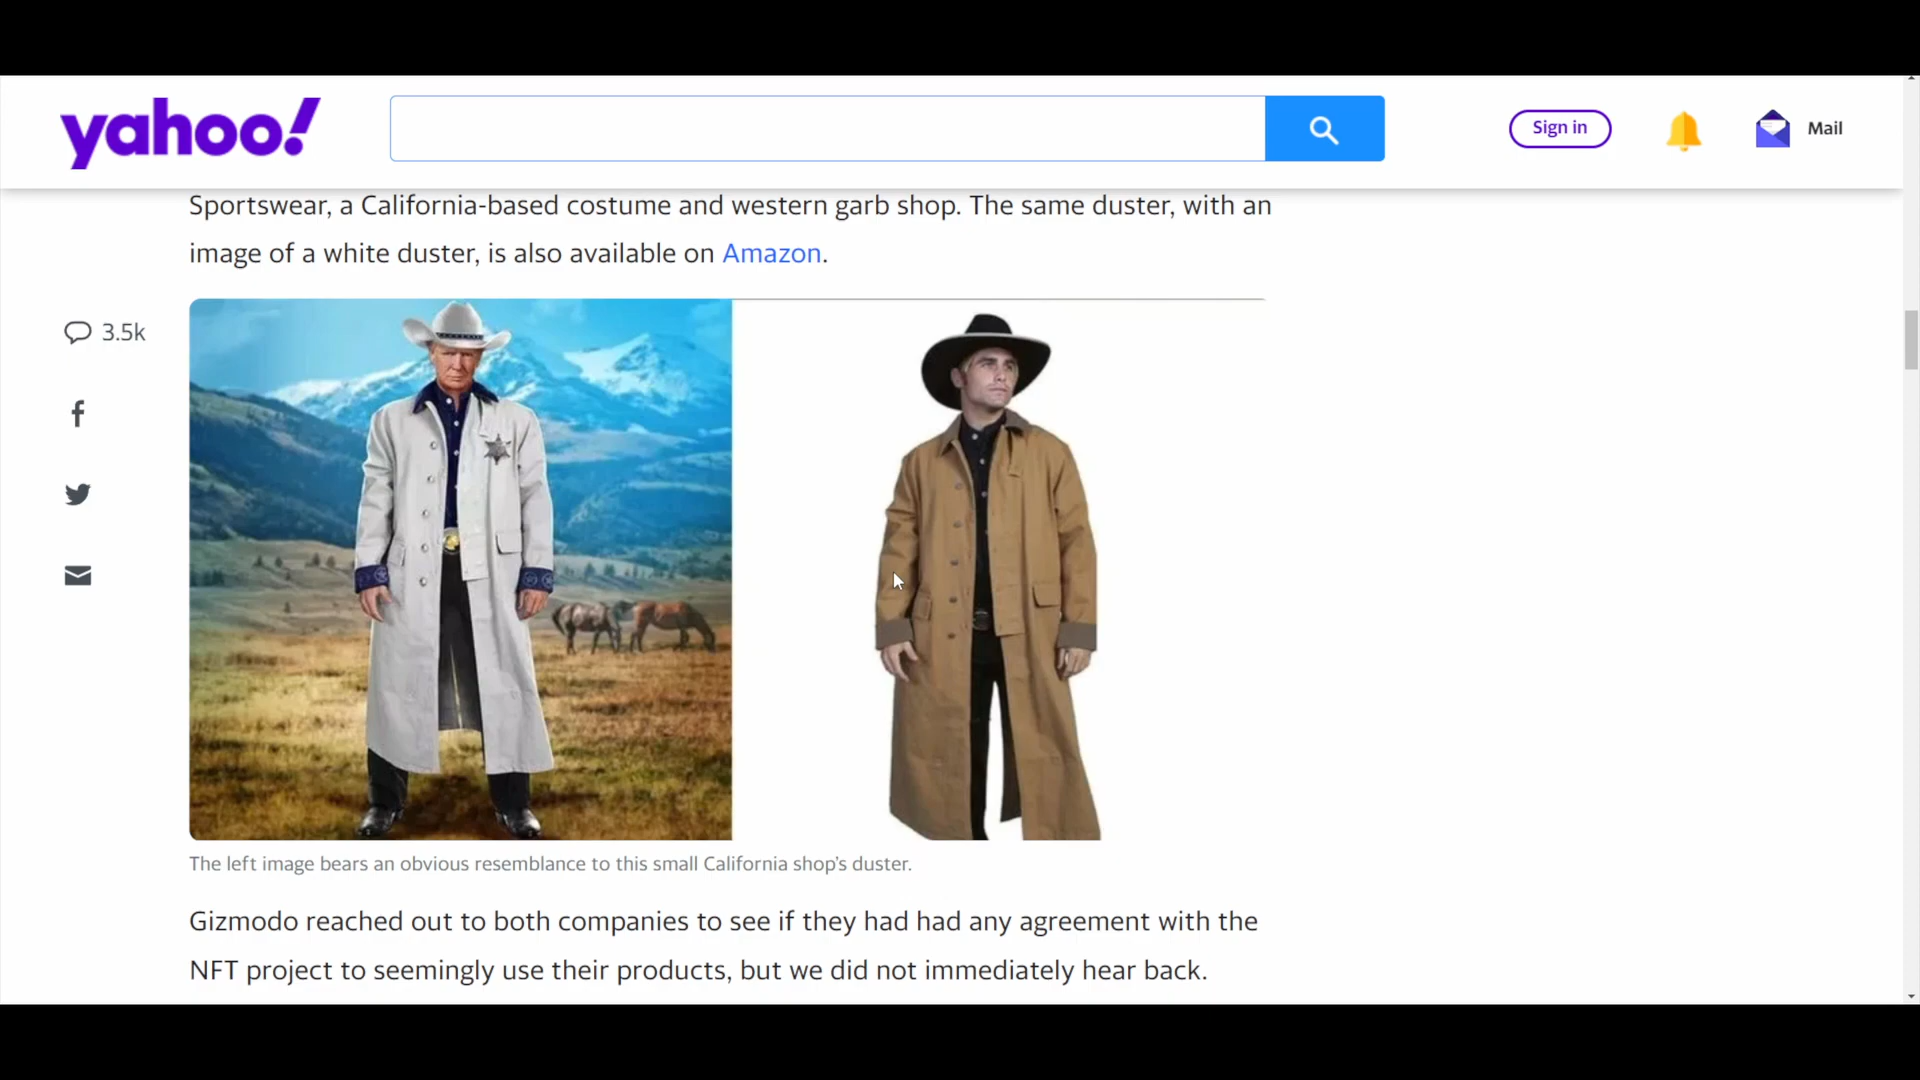 yahoo!
Sign in
Mail
Sportswear, a California-based costume and western garb shop. The same duster, with an
image of a white duster, is also available on Amazon.
3.5k
The left image bears an obvious resemblance to this small California shop's duster.
Gizmodo reached out to both companies to see if they had had any agreement with the
NFT project to seemingly use their products, but we did not immediately hear back.